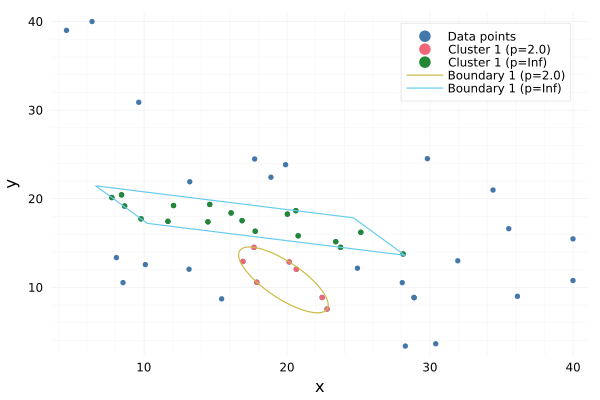 40
30
20
10
y
10
20
30
40
x
Data points
Cluster 1 (p=2.0)
Cluster 1 (p=Inf)
Boundary 1 (p=2.0)
Boundary 1 (p=Inf)